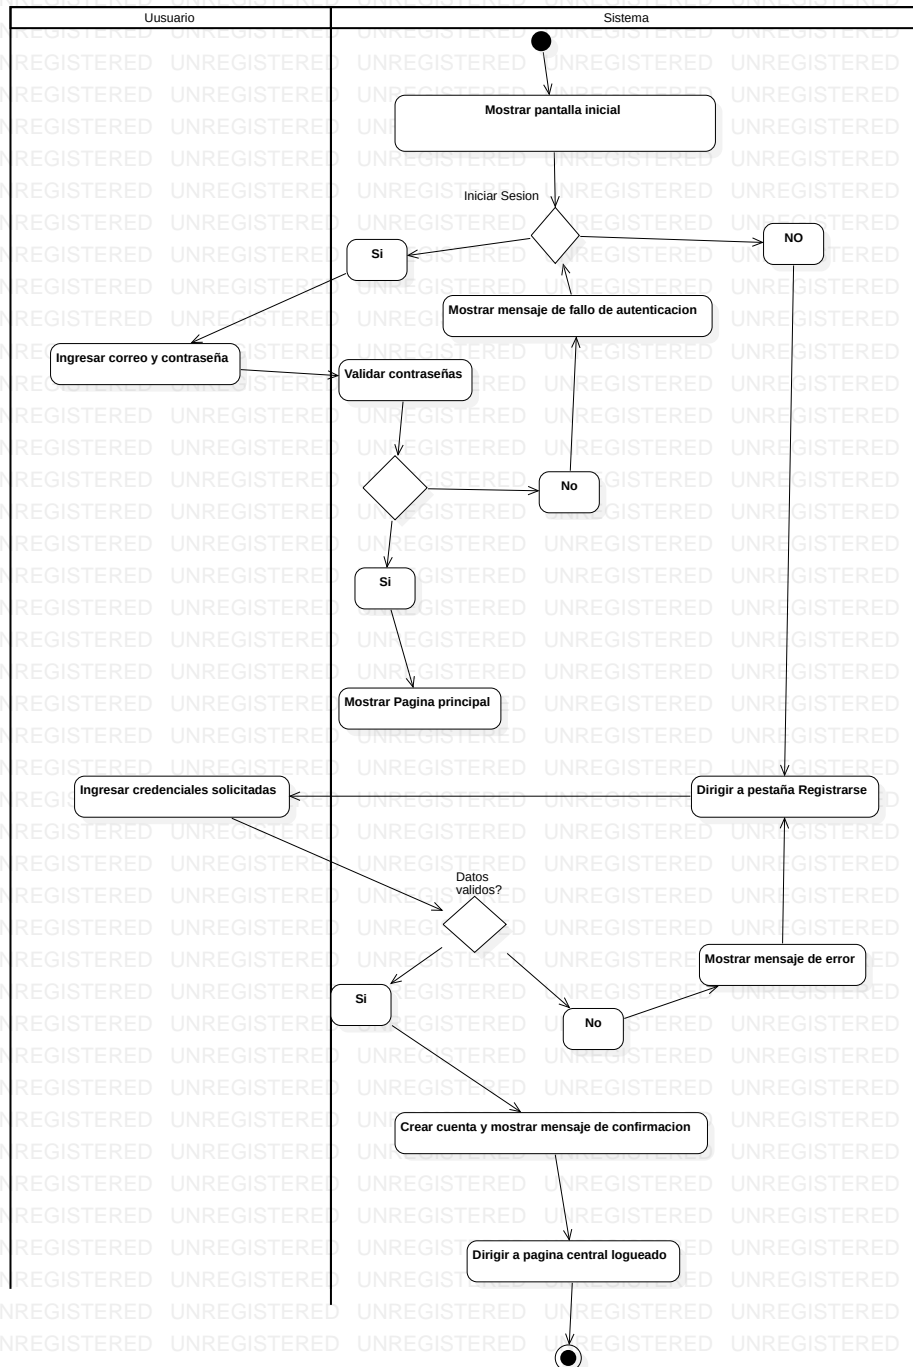 Uusuario
Sistema
Mostrar pantalla inicial
Iniciar Sesion
NO
Si
Mostrar mensaje de fallo de autenticacion
Ingresar correo y contraseña
Validar contraseñas
No
Si
Mostrar Pagina principal
Ingresar credenciales solicitadas
Dirigir a pestaña Registrarse
Datos
validos?
Mostrar mensaje de error
Si
No
Crear cuenta y mostrar mensaje de confirmacion
Dirigir a pagina central logueado
UNREGISTERED